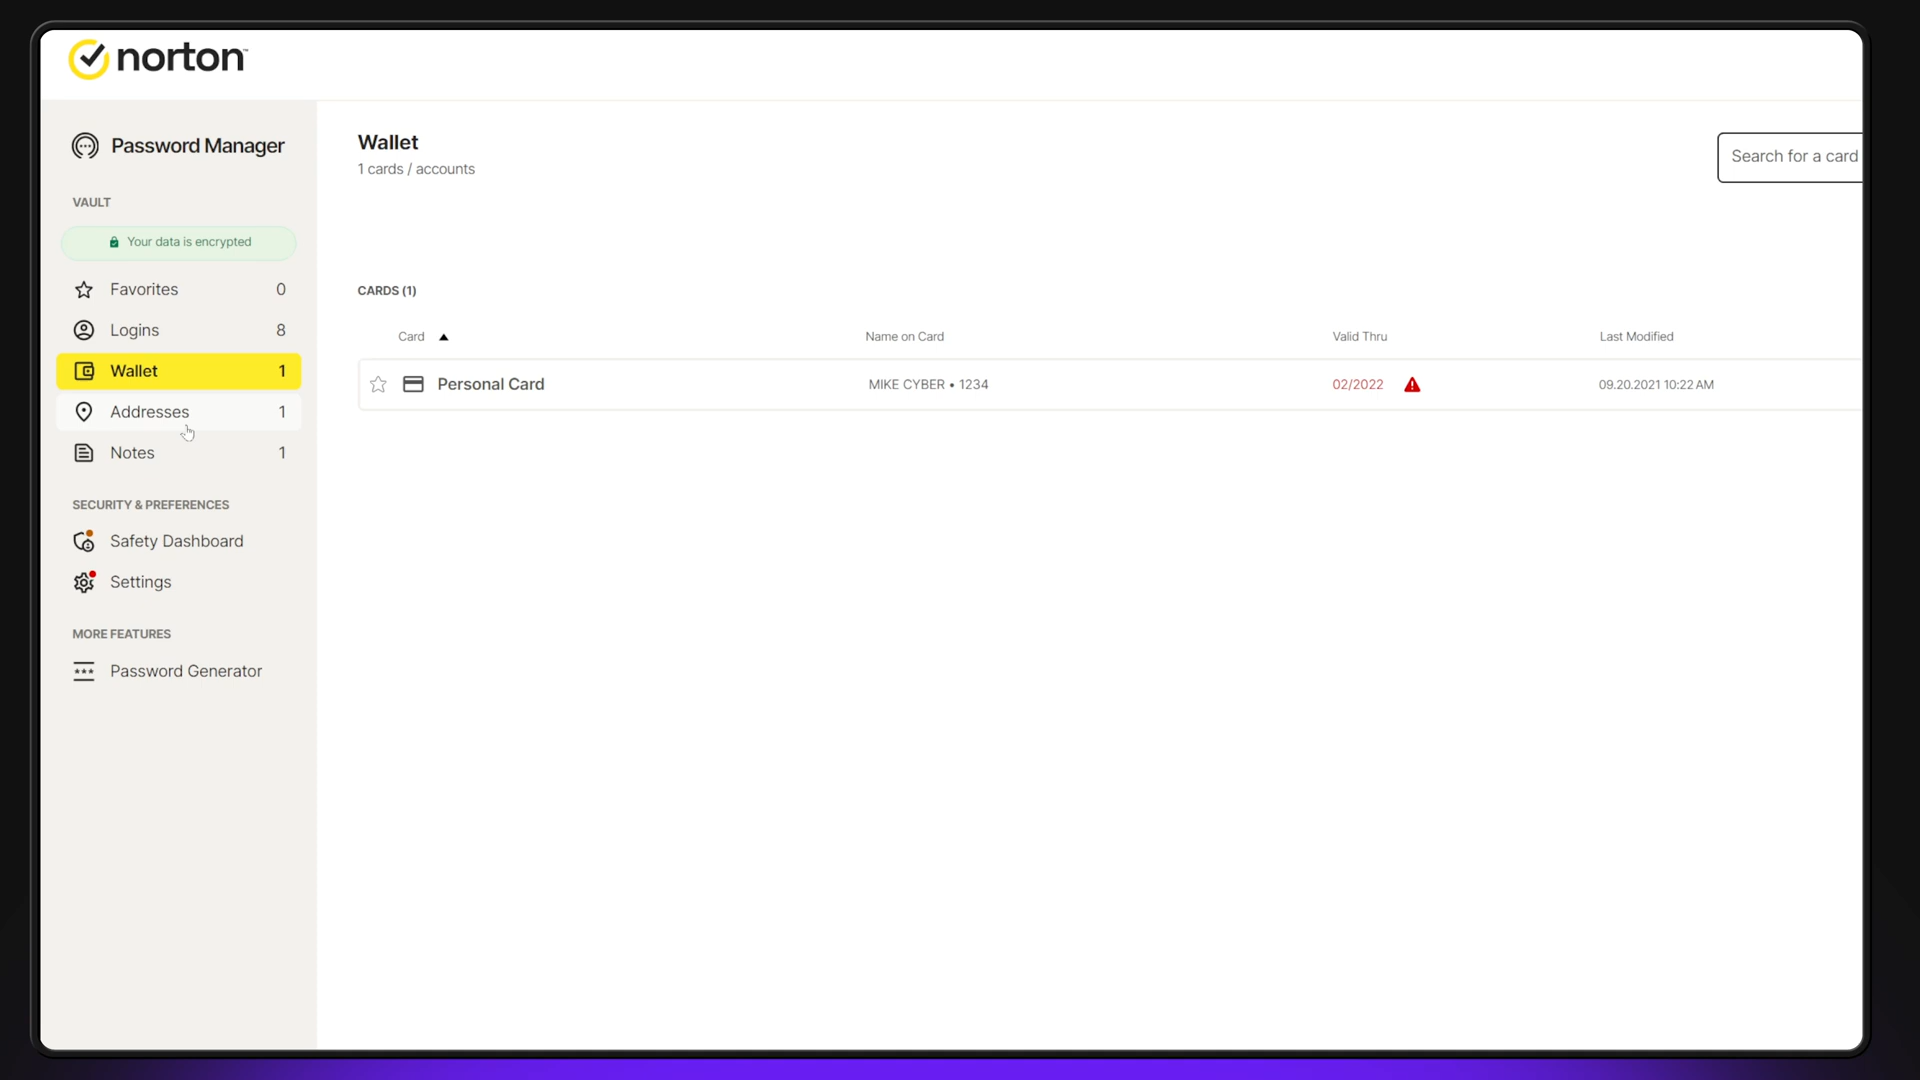 norton™
Password Manager
VAULT
Your data is encrypted
Favorites 0
Logins 8
Wallet 1
Addresses 1
Notes 1
SECURITY & PREFERENCES
Safety Dashboard
Settings
MORE FEATURES
Password Generator
Wallet
1 cards / accounts
Search for a card
CARDS (1)
Card ▲ Name on Card Valid Thru Last Modified
Personal Card MIKE CYBER • 1234 02/2022 09.20.2021 10:22 AM